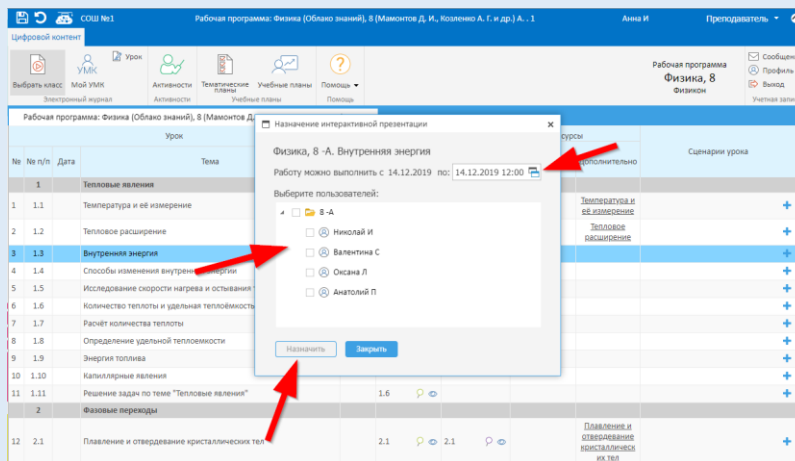 СОШ №1
Рабочая программа: Физика (Облако знаний), 8 (Мамонтов Д. И., Козленко А. Г. и др.) А. . 1
Анна И
Преподаватель
Цифровой контент
Выбрать класс
УМК
Мой УМК
Урок
Электронный журнал
Активности
Активности
Тематические планы
Учебные планы
Учебные планы
?
Помощь
Помощь
Рабочая программа
Физика, 8
Физикон
Сообщен
Профиль
Выход
Учетная запи
Рабочая программа: Физика (Облако знаний), 8 (Мамонтов Д.
Урок
сурсы
Сценарии урока
№ № п/п Дата Тема
Дополнительно
1 Тепловые явления
1 1.1 Температура и её измерение
Температура и
её измерение
2 1.2 Тепловое расширение
Тепловое
расширение
3 1.3 Внутренняя энергия
4 1.4 Способы изменения внутренней энергии
5 1.5 Исследование скорости нагрева и остывания
6 1.6 Количество теплоты и удельная теплоёмкость
7 1.7 Расчёт количества теплоты
8 1.8 Определение удельной теплоемкости
9 1.9 Энергия топлива
10 1.10 Капиллярные явления
11 1.11 Решение задач по теме "Тепловые явления" 1.6
2 Фазовые переходы
12 2.1 Плавление и отвердевание кристаллических тел 2.1 2.1
Плавление и
отвердевание
кристаллическ
их тел
Назначение интерактивной презентации
Физика, 8 -А. Внутренняя энергия
Работу можно выполнить с 14.12.2019 по: 14.12.2019 12:00
Выберите пользователей:
8 -А
Николай И
Валентина С
Оксана Л
Анатолий П
Назначить Закрыть